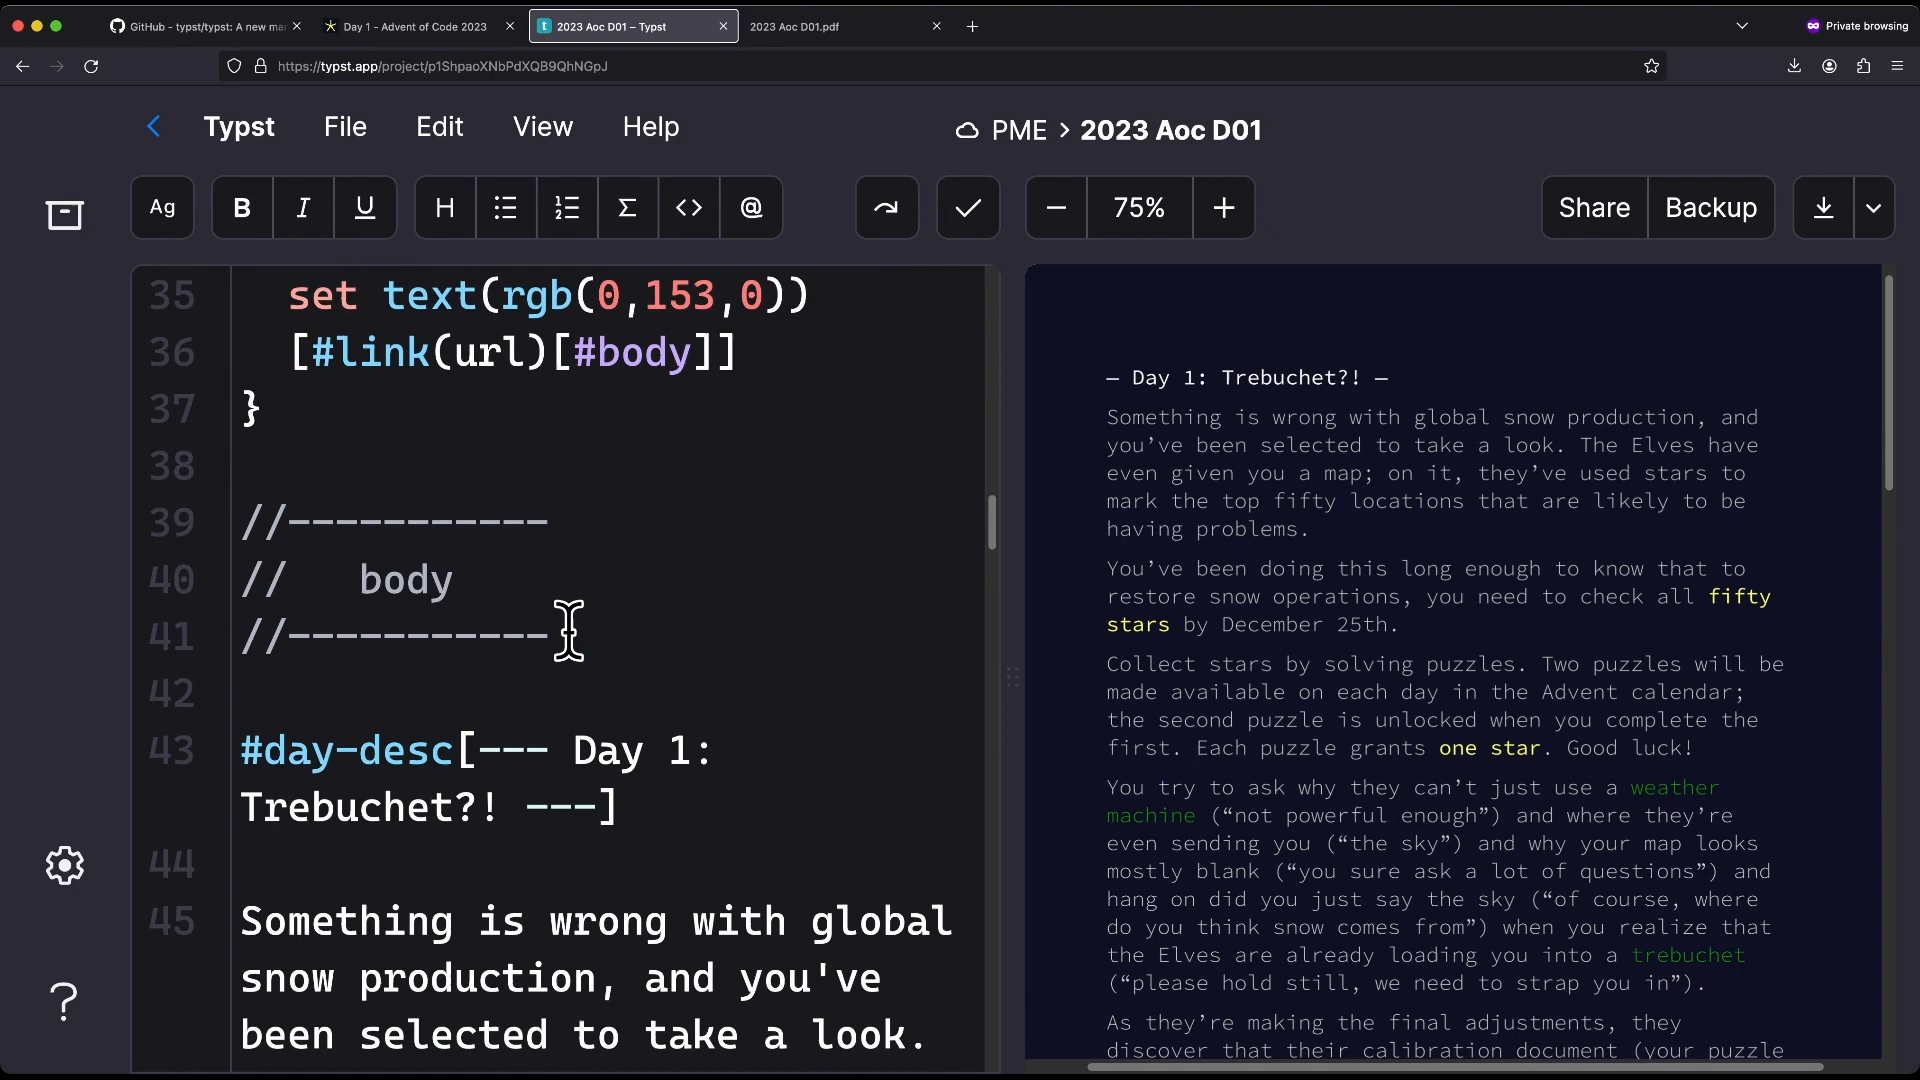 GitHub - typst/typst: A new mar
Day 1 - Advent of Code 2023
t 2023 Aoc D01 – Typst
2023 Aoc D01.pdf
Private browsing
https://typst.app/project/p1ShpaoXNbPdXQB9QhNGpJ
Typst File Edit View Help
PME > 2023 Aoc D01
Ag B I U H Σ <> @
75%
Share Backup
35 set text(rgb(0,153,0))
36 [#link(url)[#body]]
37 }
38
39 //-----------
40 // body
41 //-----------
42
43 #day-desc[--- Day 1:
Trebuchet?! ---]
44
45 Something is wrong with global
snow production, and you've
been selected to take a look.
— Day 1: Trebuchet?! —
Something is wrong with global snow production, and
you’ve been selected to take a look. The Elves have
even given you a map; on it, they’ve used stars to
mark the top fifty locations that are likely to be
having problems.
You’ve been doing this long enough to know that to
restore snow operations, you need to check all fifty
stars by December 25th.
Collect stars by solving puzzles. Two puzzles will be
made available on each day in the Advent calendar;
the second puzzle is unlocked when you complete the
first. Each puzzle grants one star. Good luck!
You try to ask why they can’t just use a weather
machine (“not powerful enough”) and where they’re
even sending you (“the sky”) and why your map looks
mostly blank (“you sure ask a lot of questions”) and
hang on did you just say the sky (“of course, where
do you think snow comes from”) when you realize that
the Elves are already loading you into a trebuchet
(“please hold still, we need to strap you in”).
As they’re making the final adjustments, they
discover that their calibration document (your puzzle